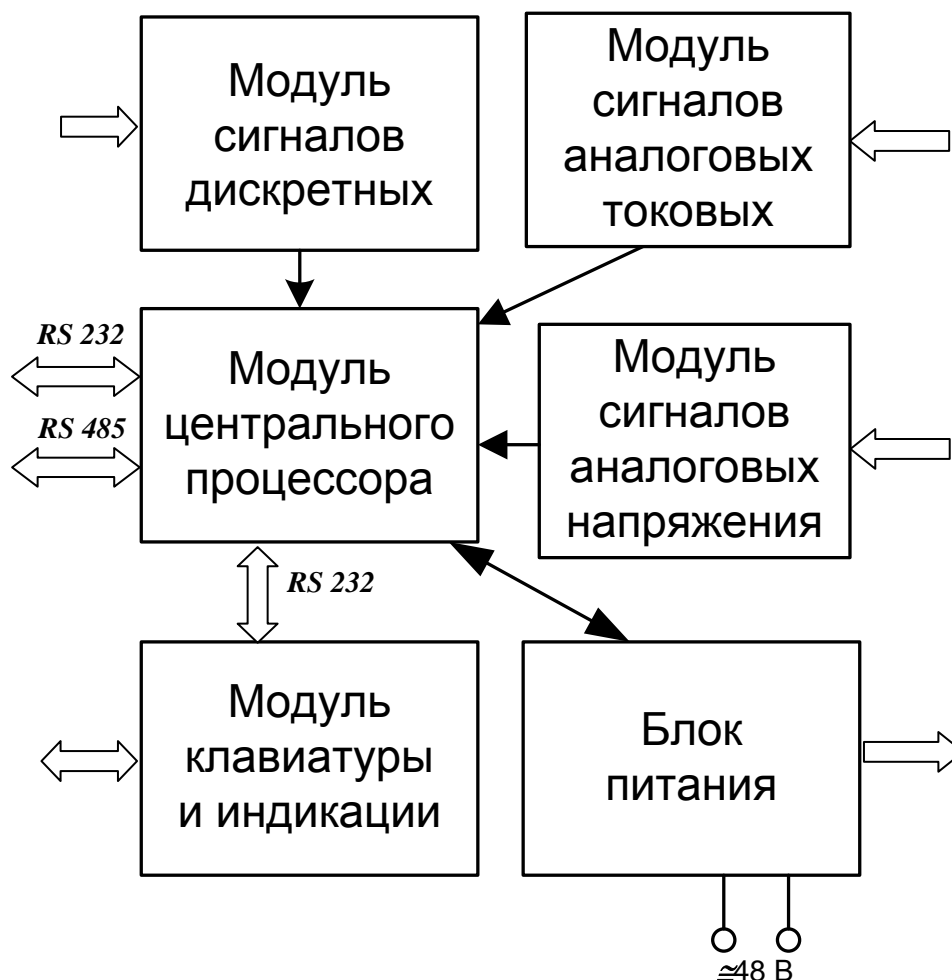 Модуль
сигналов
дискретных
Модуль
сигналов
аналоговых
токовых
RS 232
RS 485
Модуль
центрального
процессора
Модуль
сигналов
аналоговых
напряжения
RS 232
Модуль
клавиатуры
и индикации
Блок
питания
≅48 В